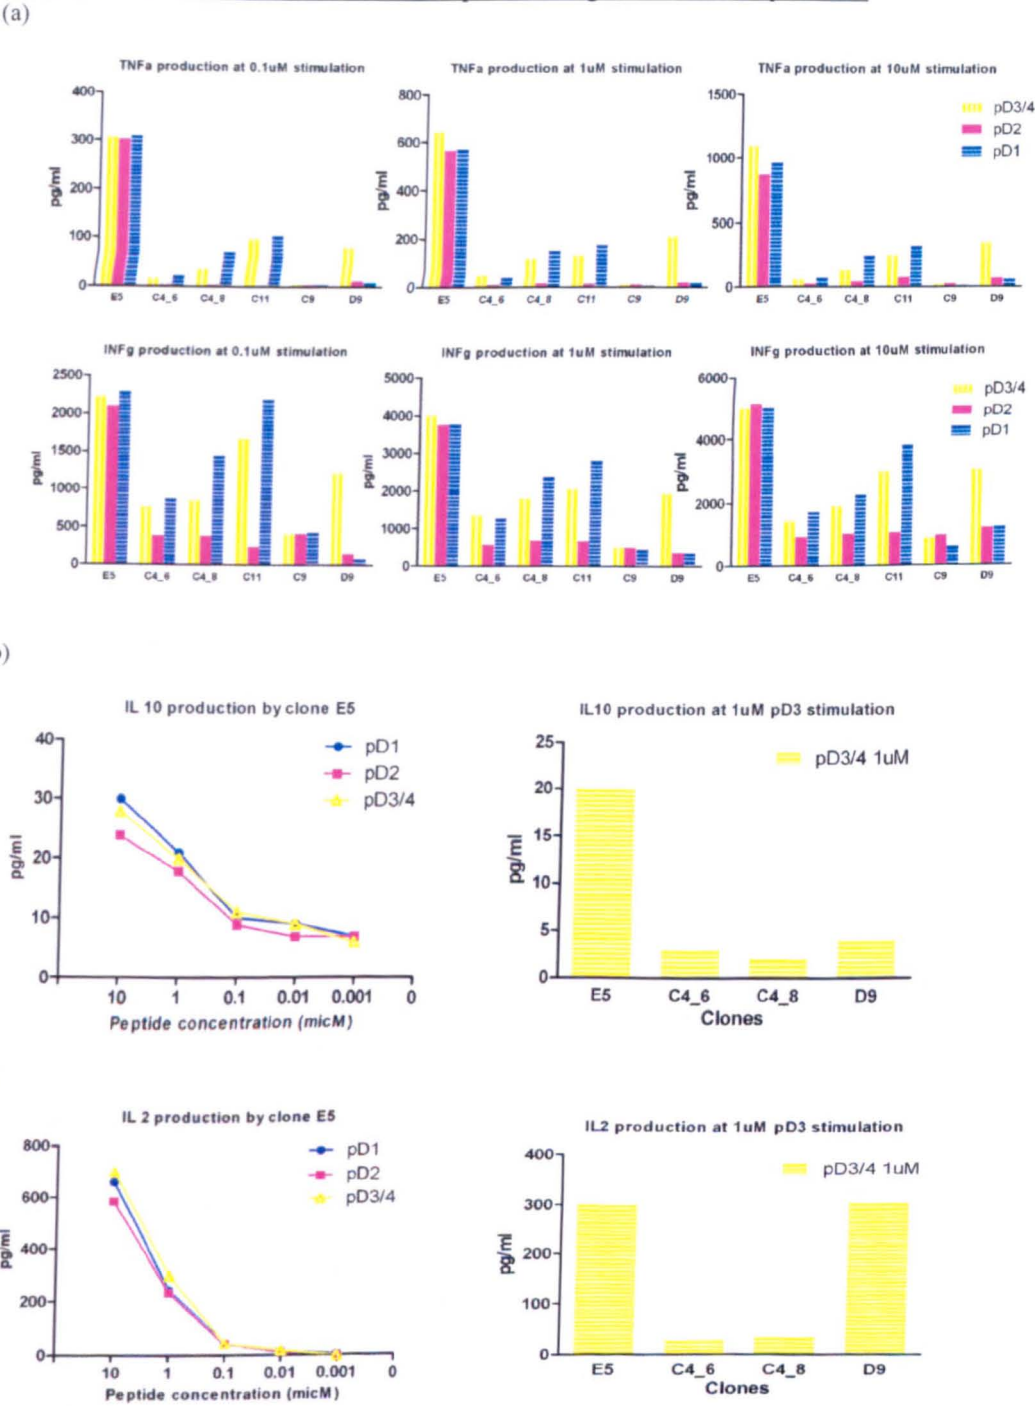 (a)
TNFa production at 0.1uM stimulation
400
300
200
100
0
pg/ml
E5 C4_6 C4_8 C11 C9 D9
TNFa production at 1uM stimulation
800
600
400
200
0
pg/ml
E5 C4_6 C4_8 C11 C9 D9
TNFa production at 10uM stimulation
1500
1000
500
0
pg/ml
E5 C4_6 C4_8 C11 C9 D9
pD3/4
pD2
pD1
INFg production at 0.1uM stimulation
2500
2000
1500
1000
500
0
pg/ml
E5 C4_6 C4_8 C11 C9 D9
INFg production at 1uM stimulation
5000
4000
3000
2000
1000
0
pg/ml
E5 C4_6 C4_8 C11 C9 D9
INFg production at 10uM stimulation
6000
4000
2000
0
pg/ml
E5 C4_6 C4_8 C11 C9 D9
pD3/4
pD2
pD1
)
IL 10 production by clone E5
40
30
20
10
0
pg/ml
10 1 0.1 0.01 0.001 0
Peptide concentration (micM)
pD1
pD2
pD3/4
IL10 production at 1uM pD3 stimulation
25
20
15
10
5
0
pg/ml
pD3/4 1uM
E5 C4_6 C4_8 D9
Clones
IL 2 production by clone E5
800
600
400
200
0
pg/ml
10 1 0.1 0.01 0.001 0
Peptide concentration (micM)
pD1
pD2
pD3/4
IL2 production at 1uM pD3 stimulation
400
300
200
100
0
pg/ml
pD3/4 1uM
E5 C4_6 C4_8 D9
Clones